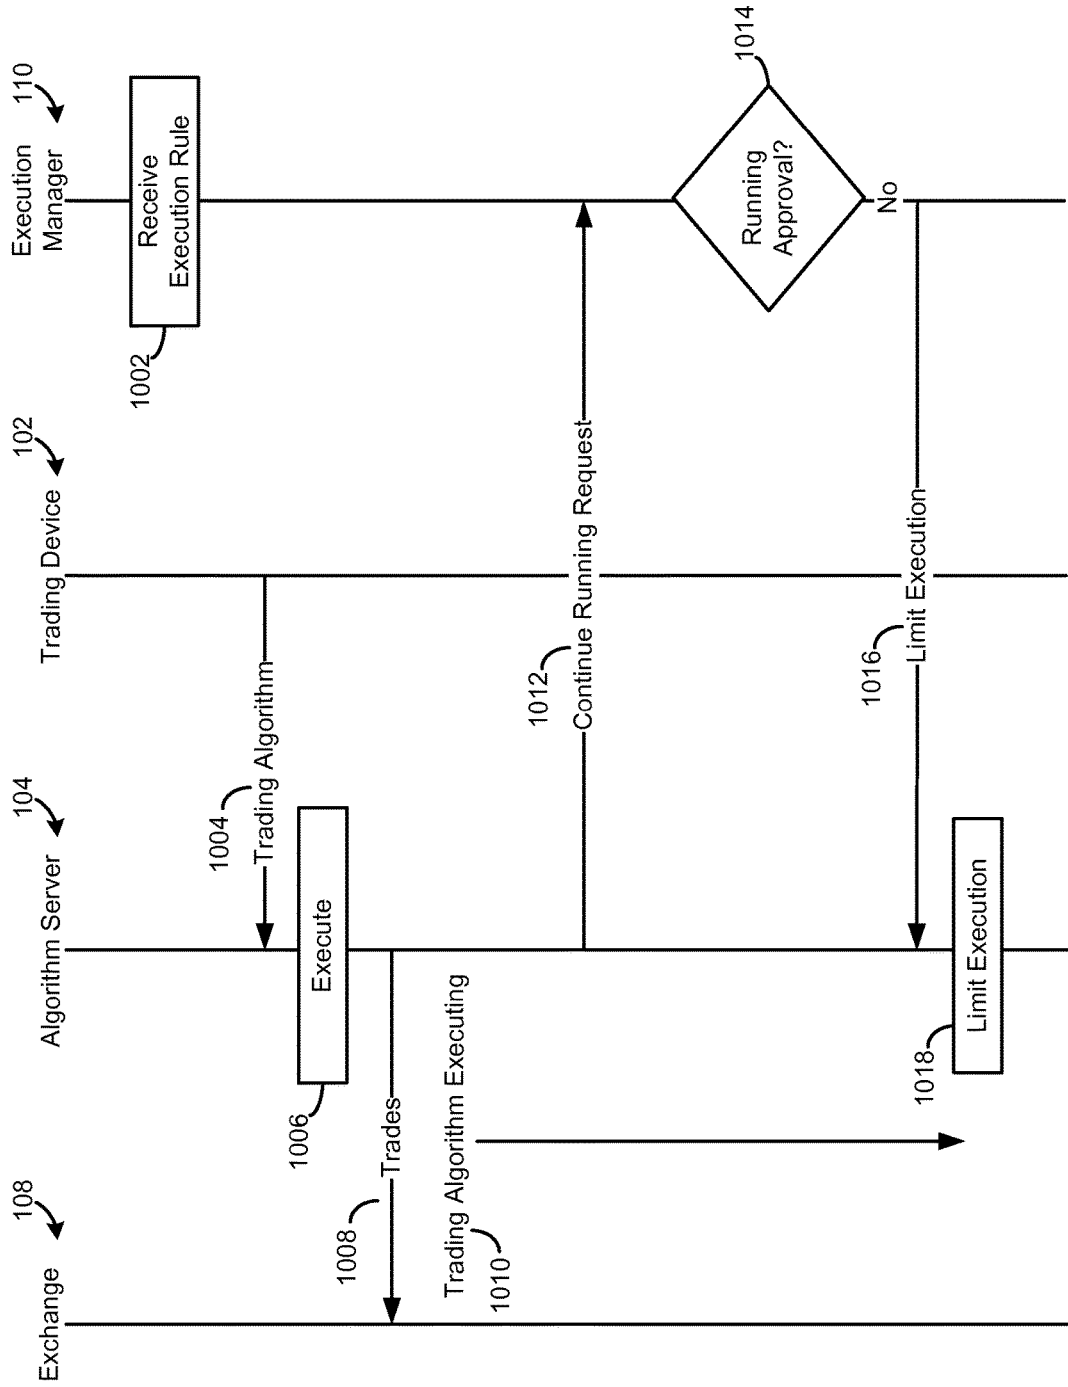 108
Exchange
104
Algorithm Server
102
Trading Device
110
Execution
Manager
Receive
Execution Rule
1002
1004
Trading Algorithm
Execute
1006
1008
Trades
Trading Algorithm Executing
1010
1012
Continue Running Request
1014
Running
Approval?
No
1016
Limit Execution
Limit Execution
1018